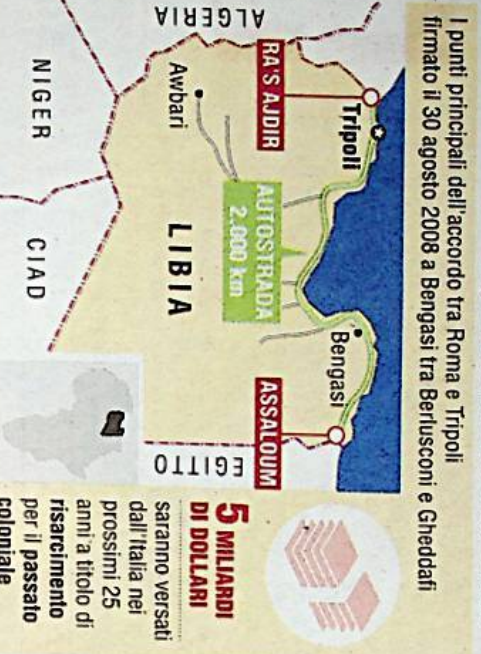 I punti principali dell'accordo tra Roma e Tripoli
firmato il 30 agosto 2008 a Bengasi tra Berlusconi e Gheddafi
ALGERIA
RA'S AJDIR
Tripoli
Awbari
AUTOSTRADA
2.000 km
LIBIA
Bengasi
ASSALOUM
EGITTO
NIGER
CIAD
5 MILIARDI
DI DOLLARI
saranno versati
dall'Italia nei
prossimi 25
anni a titolo di
risarcimento
per il passato
coloniale